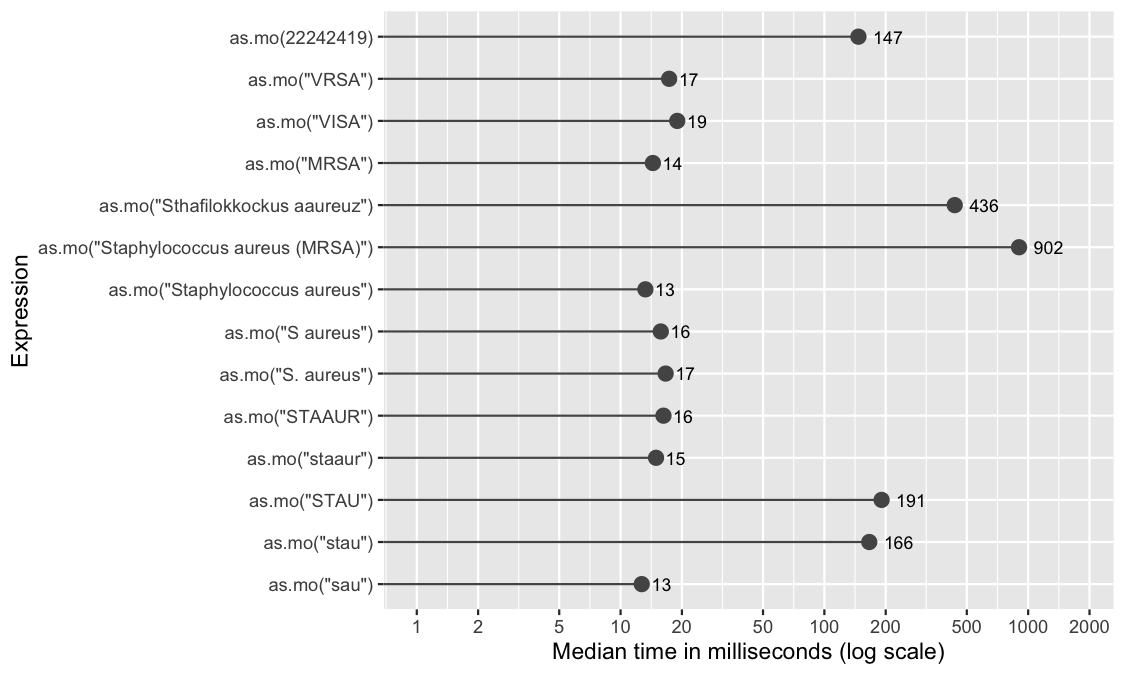 as.mo(22242419)
147
as.mo("VRSA")
17
as.mo("VISA")
19
as.mo("MRSA")
14
as.mo("Sthafilokkockus aaureuz")
436
as.mo("Staphylococcus aureus (MRSA)")
902
as.mo("Staphylococcus aureus")
13
as.mo("S aureus")
16
as.mo("S. aureus")
17
as.mo("STAAUR")
16
as.mo("staaur")
15
as.mo("STAU")
191
as.mo("stau")
166
as.mo("sau")
13
Expression
1 2 5 10 20 50 100 200 500 1000 2000
Median time in milliseconds (log scale)